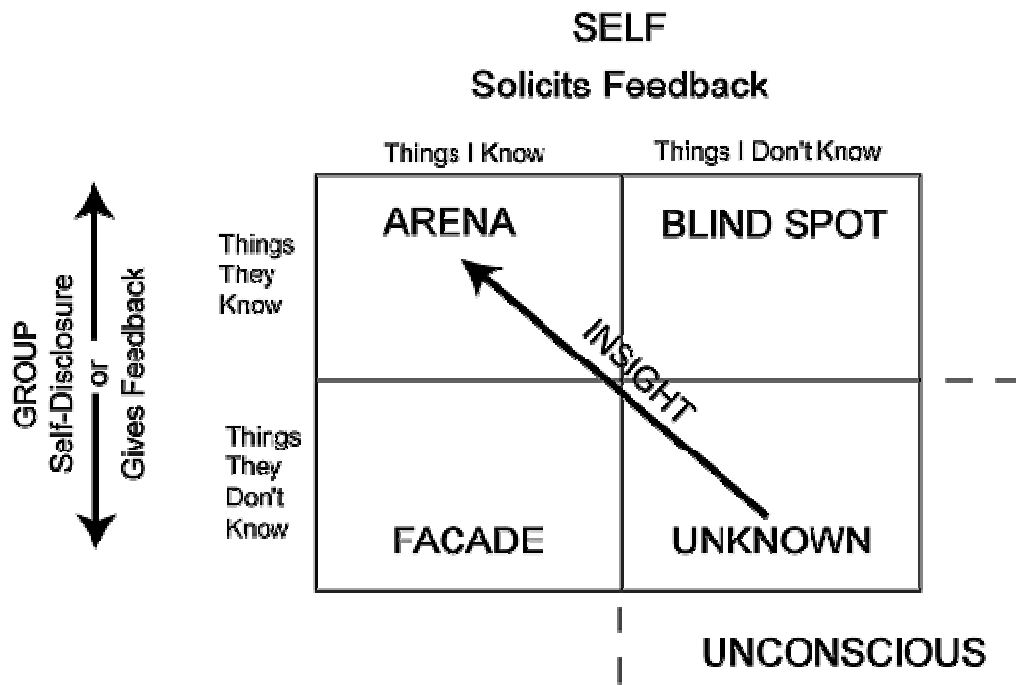 SELF
Solicits Feedback
Things I Know
Things I Don't Know
GROUP
Self-Disclosure
or
Gives Feedback
Things
They
Know
ARENA
BLIND SPOT
INSIGHT
Things
They
Don't
Know
FACADE
UNKNOWN
UNCONSCIOUS